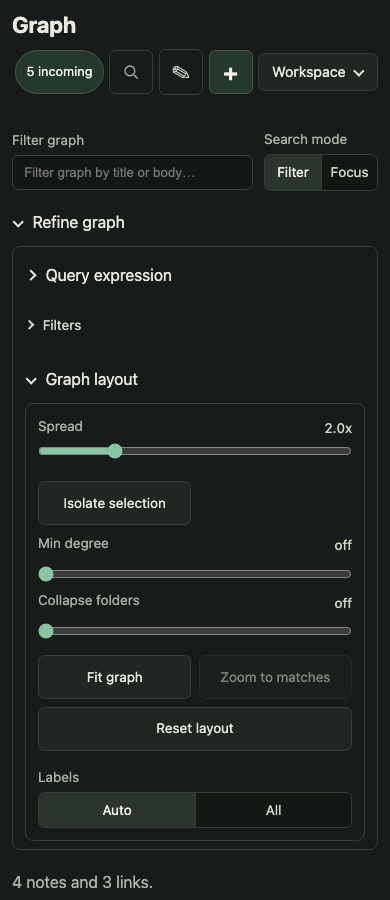 Graph
5 incoming
Workspace
Filter graph
Search mode
Filter graph by title or body...
Filter
Focus
Refine graph
Query expression
Filters
Graph layout
Spread
2.0x
Isolate selection
Min degree
off
Collapse folders
off
Fit graph
Zoom to matches
Reset layout
Labels
Auto
All
4 notes and 3 links.